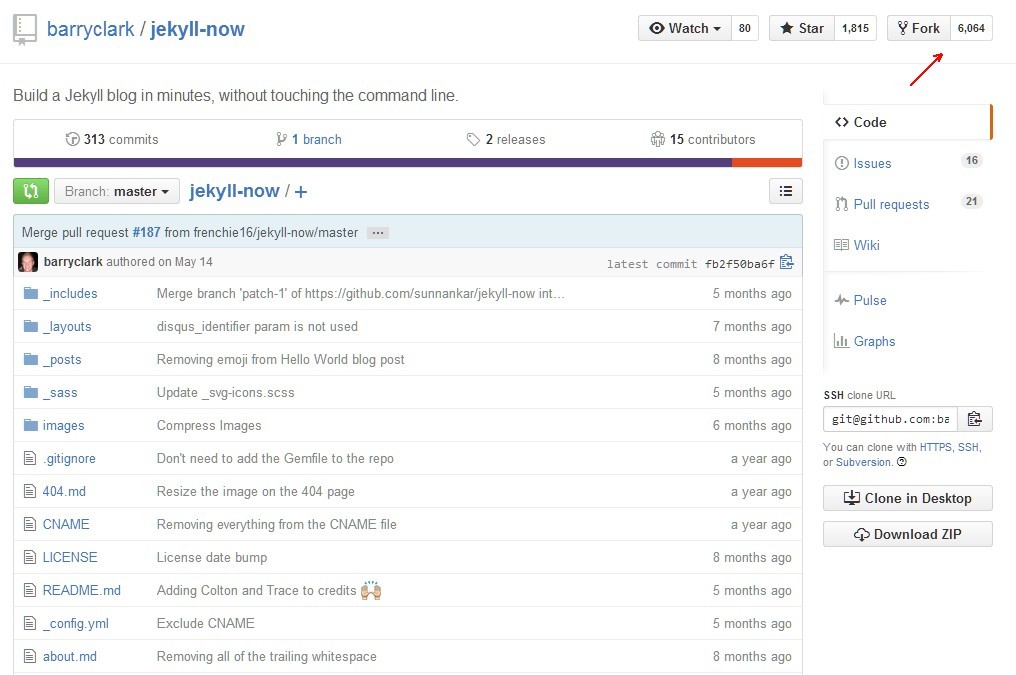 barryclark / jekyll-now
Watch 80 Star 1,815 Fork 6,064
Build a Jekyll blog in minutes, without touching the command line.
313 commits 1 branch 2 releases 15 contributors
Branch: master jekyll-now / +
Merge pull request #187 from frenchie16/jekyll-now/master ...
barryclark authored on May 14 latest commit fb2f50ba6f
_includes Merge branch 'patch-1' of https://github.com/sunnankar/jekyll-now int… 5 months ago
_layouts disqus_identifier param is not used 7 months ago
_posts Removing emoji from Hello World blog post 8 months ago
_sass Update _svg-icons.scss 5 months ago
images Compress Images 6 months ago
.gitignore Don't need to add the Gemfile to the repo a year ago
404.md Resize the image on the 404 page a year ago
CNAME Removing everything from the CNAME file a year ago
LICENSE License date bump 8 months ago
README.md Adding Colton and Trace to credits 🙌 5 months ago
_config.yml Exclude CNAME 5 months ago
about.md Removing all of the trailing whitespace 8 months ago
Code
Issues 16
Pull requests 21
Wiki
Pulse
Graphs
SSH clone URL
git@github.com:ba
You can clone with HTTPS, SSH,
or Subversion.
Clone in Desktop
Download ZIP